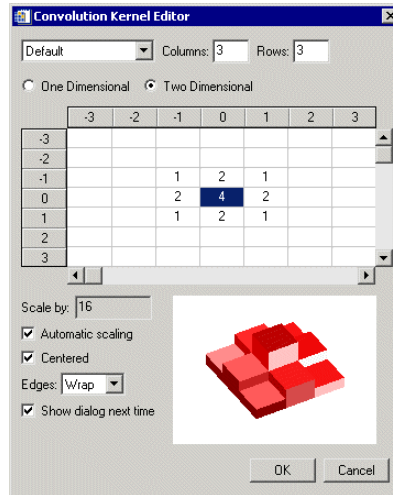 Convolution Kernel Editor
Default Columns: 3 Rows: 3
One Dimensional Two Dimensional
-3 -2 -1 0 1 2 3
-3
-2
-1 1 2 1
0 2 4 2
1 1 2 1
2
3
Scale by: 16
Automatic scaling
Centered
Edges: Wrap
Show dialog next time
OK Cancel